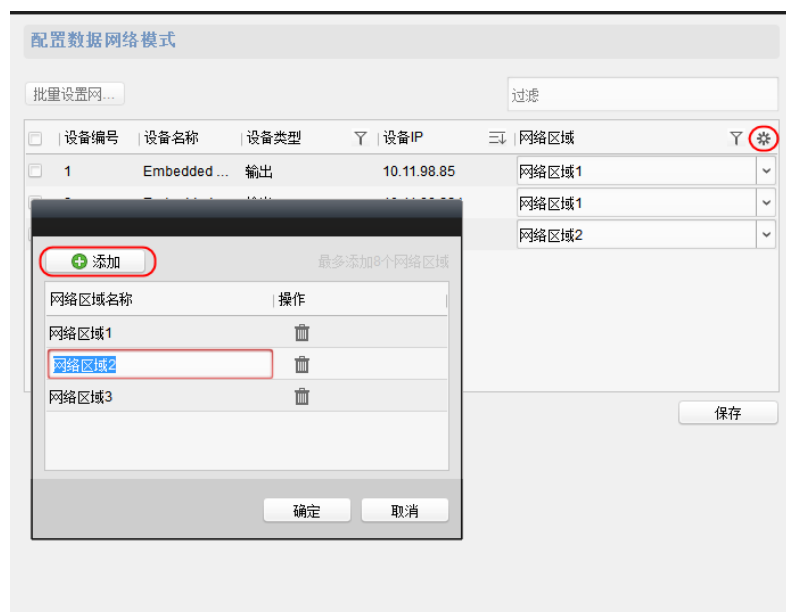 配置数据网络模式
批量设置网...
过滤
设备编号 设备名称 设备类型 设备IP 网络区域
1 Embedded ... 输出 10.11.98.85 网络区域1
网络区域1
网络区域2
添加 最多添加8个网络区域
网络区域名称 操作
网络区域1
网络区域2
网络区域3
保存
确定 取消